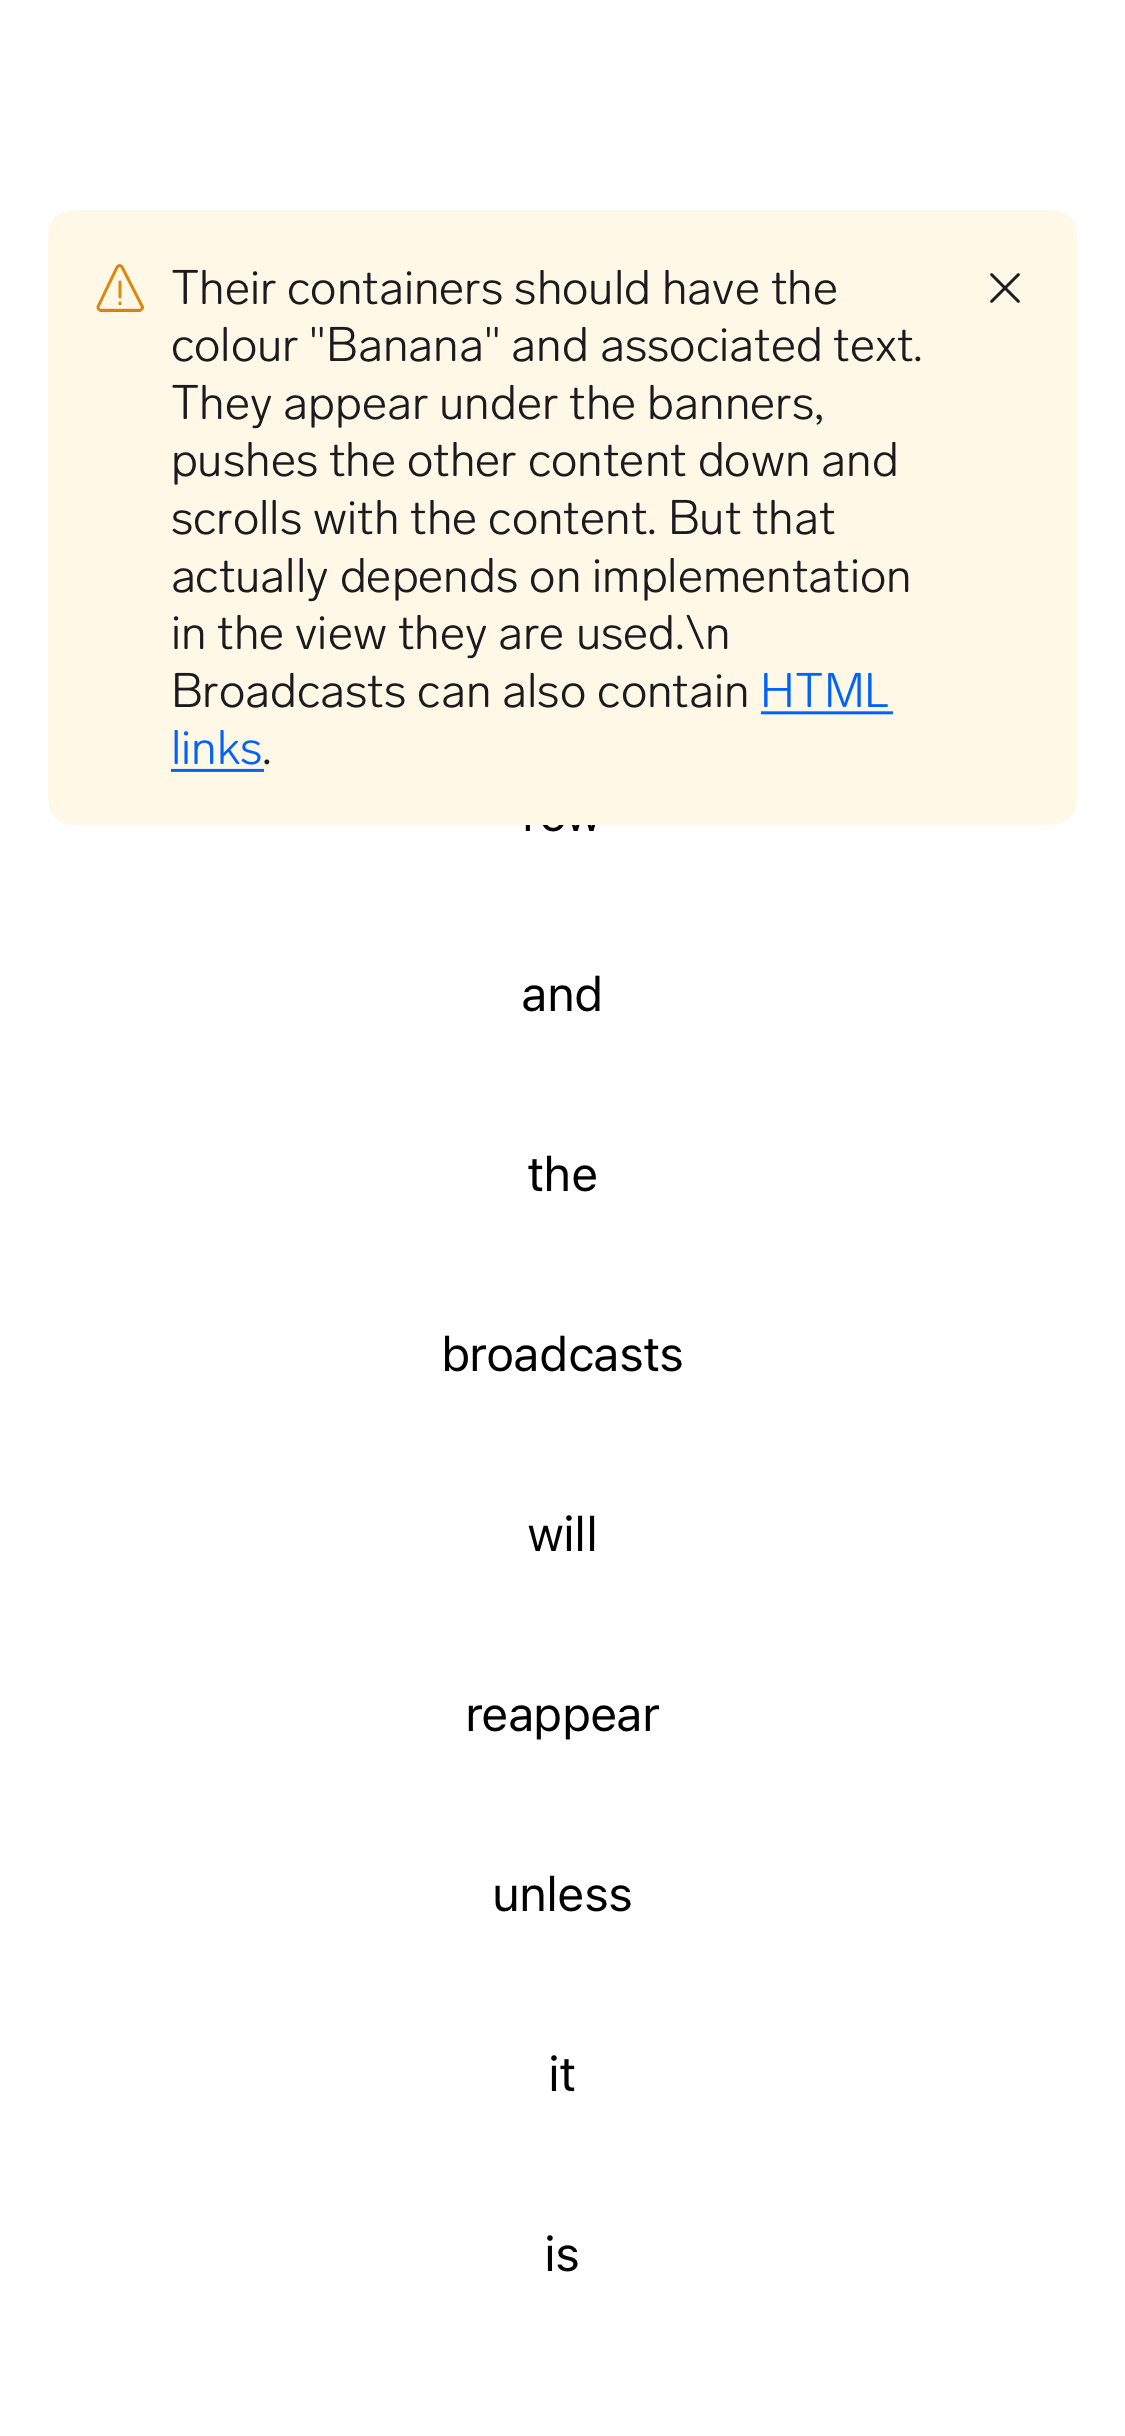 Their containers should have the
colour "Banana" and associated text.
They appear under the banners,
pushes the other content down and
scrolls with the content. But that
actually depends on implementation
in the view they are used.\n
Broadcasts can also contain HTML
links.
and
the
broadcasts
will
reappear
unless
it
is